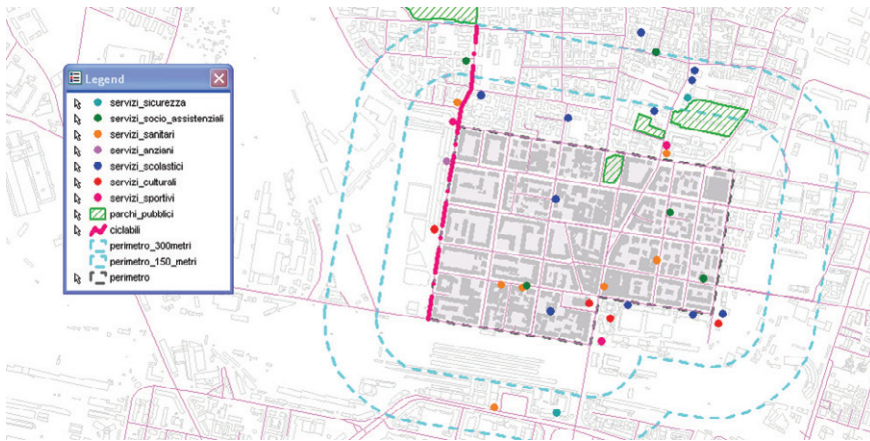 Legend
servizi_sicurezza
servizi_socio_assistenziali
servizi_sanitari
servizi_anziani
servizi_scolastici
servizi_culturali
servizi_sportivi
parchi_pubblici
ciclabili
perimetro_300metri
perimetro_150_metri
perimetro